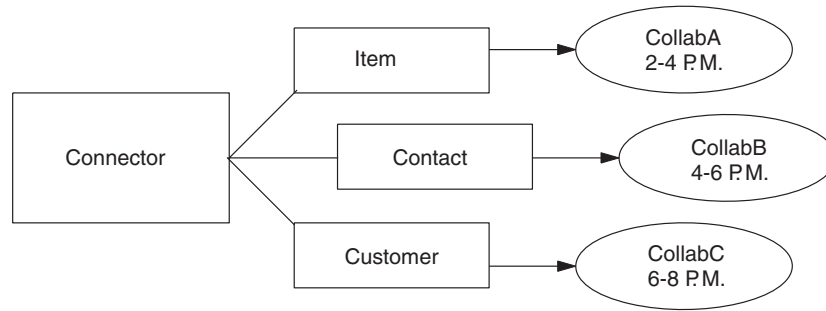 Item
CollabA
2-4 P.M.
Connector
Contact
CollabB
4-6 P.M.
Customer
CollabC
6-8 P.M.